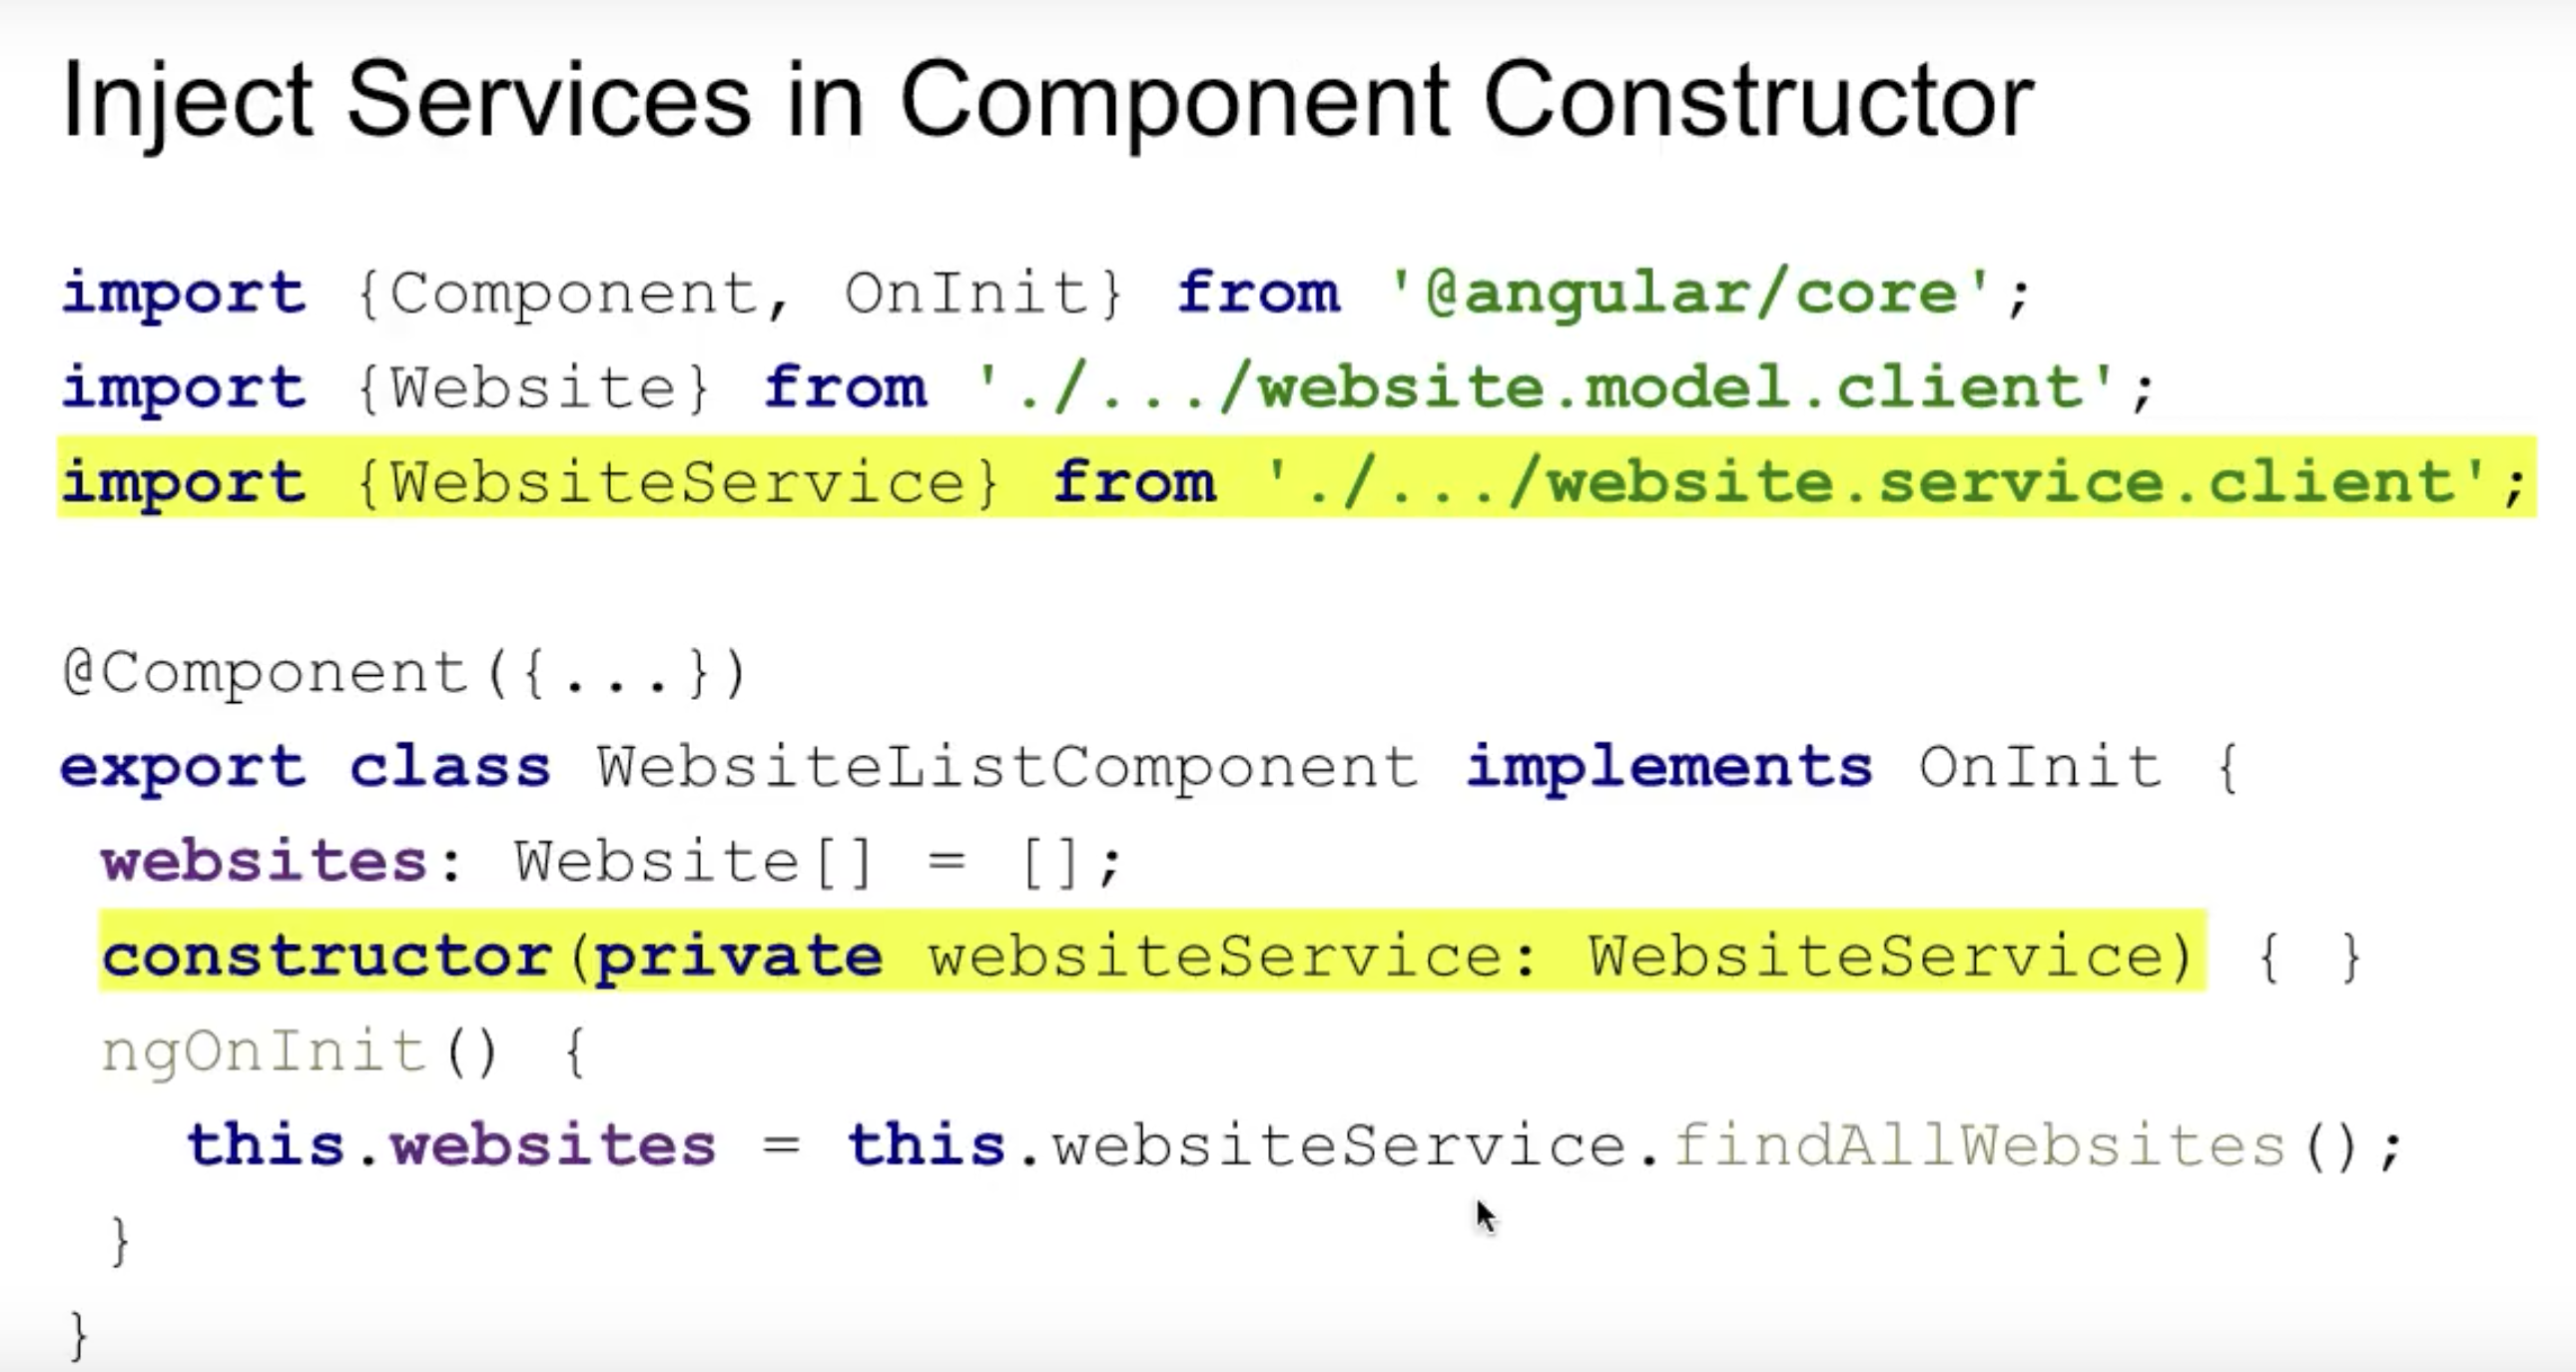 Inject Services in Component Constructor
import {Component, OnInit} from '@angular/core';
import {Website} from './.../website.model.client';
import {WebsiteService} from './.../website.service.client';
@Component({...})
export class WebsiteListComponent implements OnInit {
websites: Website[] = [];
constructor(private websiteService: WebsiteService) { }
ngOnInit() {
this.websites = this.websiteService.findAllWebsites();
}
}